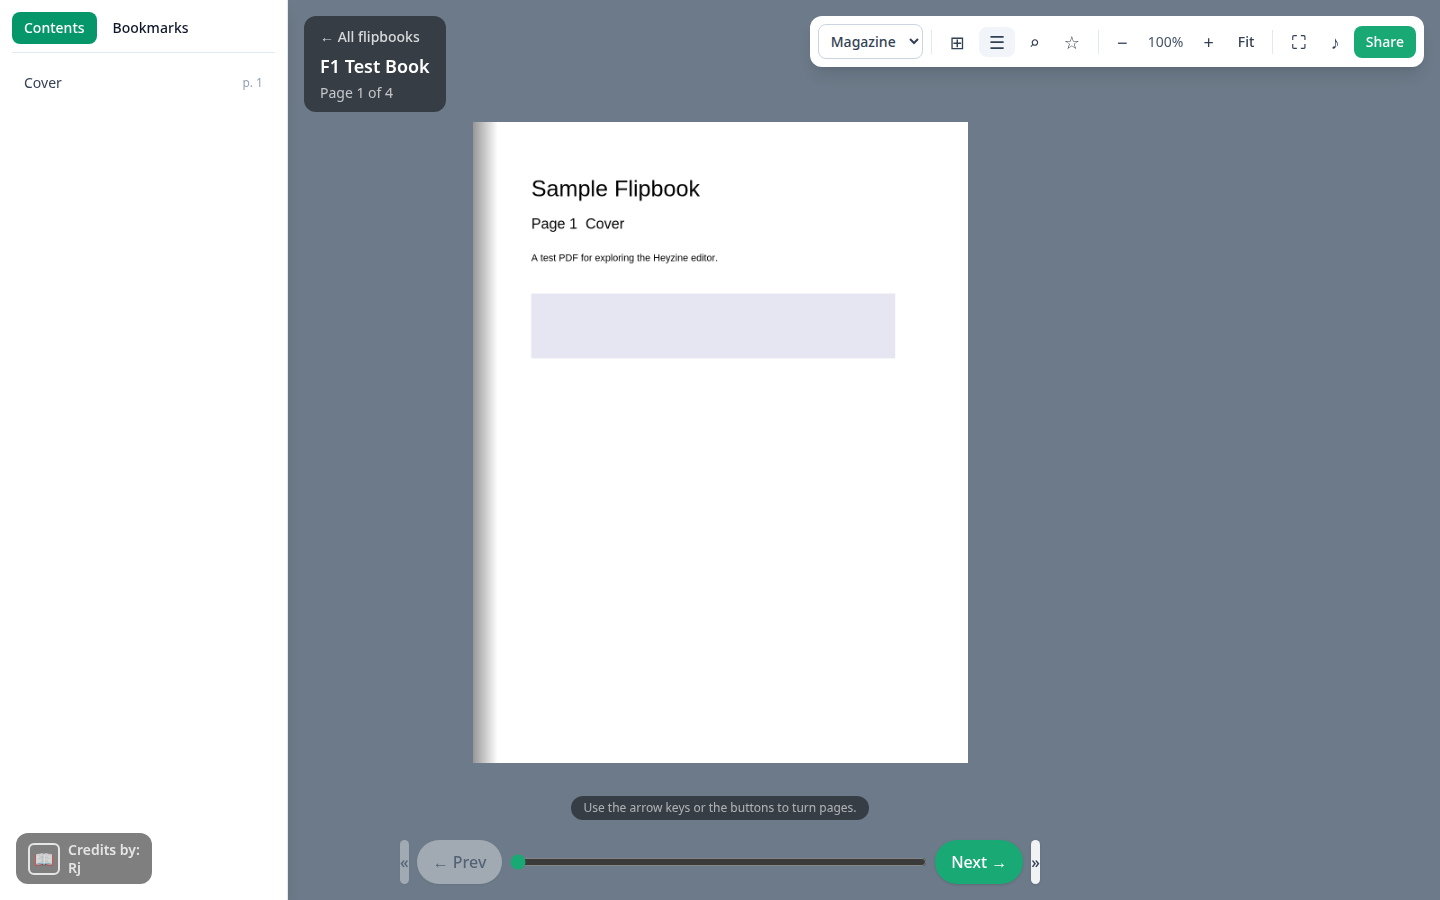 Contents
Bookmarks
Cover
p. 1
← All flipbooks
F1 Test Book
Page 1 of 4
Magazine
− 100% +
Fit
Share
Sample Flipbook
Page 1  Cover
A test PDF for exploring the Heyzine editor.
Use the arrow keys or the buttons to turn pages.
« ← Prev
Next → »
Credits by:
Rj